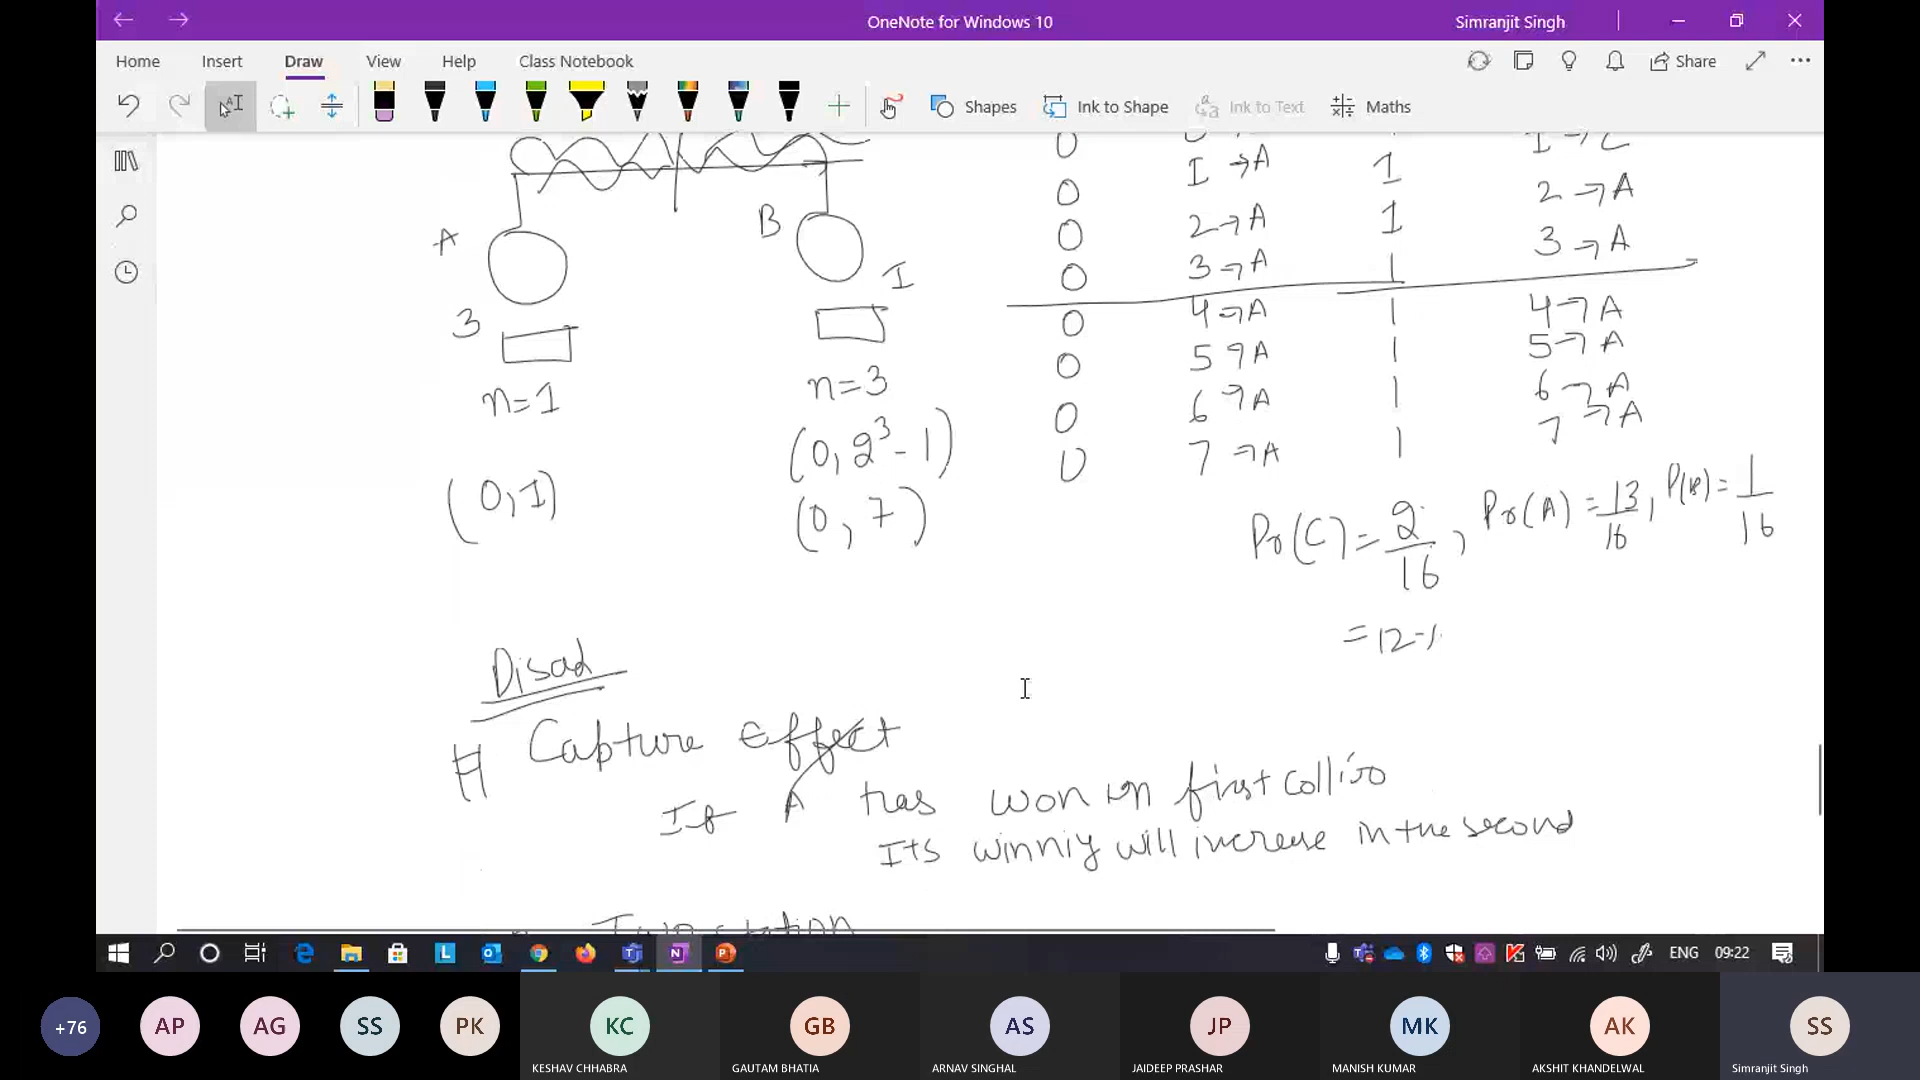 OneNote for Windows 10
Simranjit Singh
Home Insert Draw View Help Class Notebook
Share
Shapes
Ink to Shape
Ink to Text
Maths
A
B
3
I
n=1
n=3
(0, 2³-1)
(0, I)
(0, 7)
0
0 I→A 1 2→A
0 2→A 1 3→A
0 3→A 1
0 4→A 1 4→A
0 5→A 1 5→A
0 6→A 1 6→A
0 7→A 1 7→A
Pr(C) = 2/16, Pr(A) = 13/16, P(B) = 1/16
Disad
# Capture Effect
If A has won in first collisio
Its winniy will increase in the second
Two station
ENG 09:22
+76 AP AG SS PK KC GB AS JP MK AK SS
KESHAV CHHABRA GAUTAM BHATIA ARNAV SINGHAL JAIDEEP PRASHAR MANISH KUMAR AKSHIT KHANDELWAL Simranjit Singh